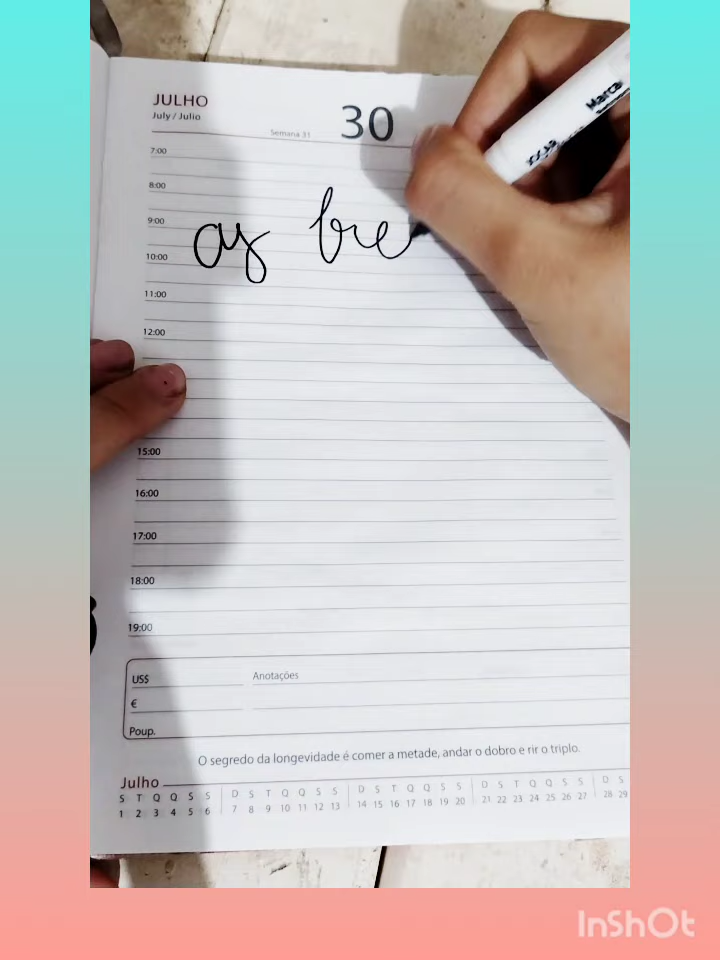 JULHO
July / Julio
Semana 31
30
7:00
8:00
9:00
ay bre
10:00
11:00
12:00
15:00
16:00
17:00
18:00
19:00
US$
Anotações
€
Poup.
O segredo da longevidade é comer a metade, andar o dobro e rir o triplo.
Julho
S T Q Q S S D S T Q Q S S D S T Q Q S S D S T Q Q S S D S
1 2 3 4 5 6 7 8 9 10 11 12 13 14 15 16 17 18 19 20 21 22 23 24 25 26 27 28 29
Marca
InShOt